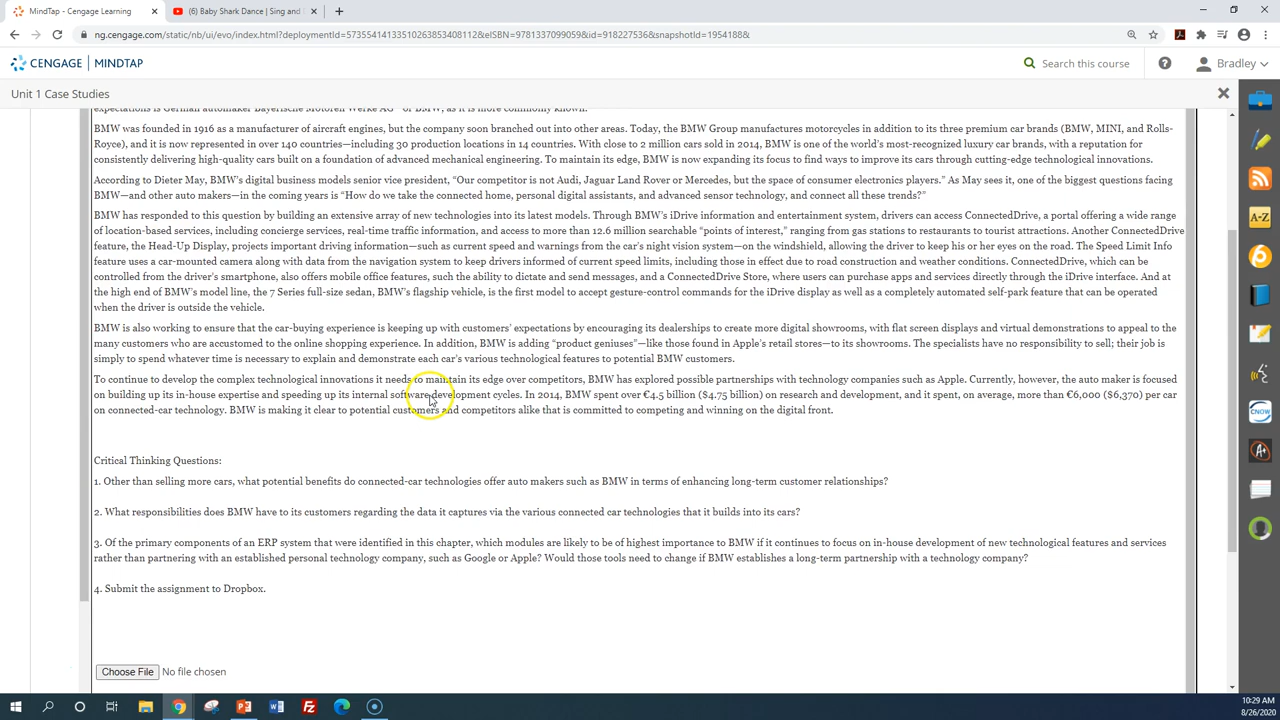 MindTap - Cengage Learning
(6) Baby Shark Dance | Sing and
ng.cengage.com/static/nb/ui/evo/index.html?deploymentId=5735541413351026385340811​2&eISBN=9781337099059&id=918227536&snapshotId=1954188&
CENGAGE | MINDTAP
Search this course
Bradley
Unit 1 Case Studies
expectations is German automaker Bayerische Motoren Werke AG—or BMW, as it is more commonly known.
BMW was founded in 1916 as a manufacturer of aircraft engines, but the company soon branched out into other areas. Today, the BMW Group manufactures motorcycles in addition to its three premium car brands (BMW, MINI, and Rolls-
Royce), and it is now represented in over 140 countries—including 30 production locations in 14 countries. With close to 2 million cars sold in 2014, BMW is one of the world's most-recognized luxury car brands, with a reputation for
consistently delivering high-quality cars built on a foundation of advanced mechanical engineering. To maintain its edge, BMW is now expanding its focus to find ways to improve its cars through cutting-edge technological innovations.
According to Dieter May, BMW's digital business models senior vice president, "Our competitor is not Audi, Jaguar Land Rover or Mercedes, but the space of consumer electronics players." As May sees it, one of the biggest questions facing
BMW—and other auto makers—in the coming years is "How do we take the connected home, personal digital assistants, and advanced sensor technology, and connect all these trends?"
BMW has responded to this question by building an extensive array of new technologies into its latest models. Through BMW's iDrive information and entertainment system, drivers can access ConnectedDrive, a portal offering a wide range
of location-based services, including concierge services, real-time traffic information, and access to more than 12.6 million searchable "points of interest," ranging from gas stations to restaurants to tourist attractions. Another ConnectedDrive
feature, the Head-Up Display, projects important driving information—such as current speed and warnings from the car's night vision system—on the windshield, allowing the driver to keep his or her eyes on the road. The Speed Limit Info
feature uses a car-mounted camera along with data from the navigation system to keep drivers informed of current speed limits, including those in effect due to road construction and weather conditions. ConnectedDrive, which can be
controlled from the driver's smartphone, also offers mobile office features, such the ability to dictate and send messages, and a ConnectedDrive Store, where users can purchase apps and services directly through the iDrive interface. And at
the high end of BMW's model line, the 7 Series full-size sedan, BMW's flagship vehicle, is the first model to accept gesture-control commands for the iDrive display as well as a completely automated self-park feature that can be operated
when the driver is outside the vehicle.
BMW is also working to ensure that the car-buying experience is keeping up with customers' expectations by encouraging its dealerships to create more digital showrooms, with flat screen displays and virtual demonstrations to appeal to the
many customers who are accustomed to the online shopping experience. In addition, BMW is adding "product geniuses"—like those found in Apple's retail stores—to its showrooms. The specialists have no responsibility to sell; their job is
simply to spend whatever time is necessary to explain and demonstrate each car's various technological features to potential BMW customers.
To continue to develop the complex technological innovations it needs to maintain its edge over competitors, BMW has explored possible partnerships with technology companies such as Apple. Currently, however, the auto maker is focused
on building up its in-house expertise and speeding up its internal software-development cycles. In 2014, BMW spent over €4.5 billion ($4.75 billion) on research and development, and it spent, on average, more than €6,000 ($6,370) per car
on connected-car technology. BMW is making it clear to potential customers and competitors alike that is committed to competing and winning on the digital front.
Critical Thinking Questions:
1. Other than selling more cars, what potential benefits do connected-car technologies offer auto makers such as BMW in terms of enhancing long-term customer relationships?
2. What responsibilities does BMW have to its customers regarding the data it captures via the various connected car technologies that it builds into its cars?
3. Of the primary components of an ERP system that were identified in this chapter, which modules are likely to be of highest importance to BMW if it continues to focus on in-house development of new technological features and services
rather than partnering with an established personal technology company, such as Google or Apple? Would those tools need to change if BMW establishes a long-term partnership with a technology company?
4. Submit the assignment to Dropbox.
Choose File No file chosen
A-Z
CNOW
A+
10:29 AM
8/26/2020